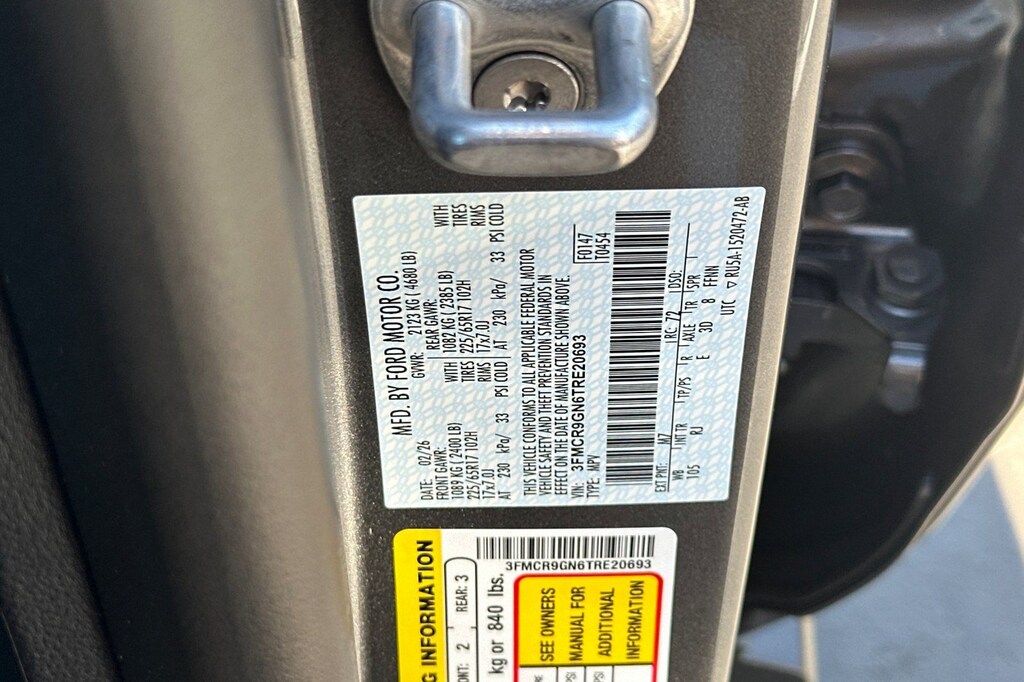 MFD. BY FORD MOTOR CO.
DATE: 02/26 GVWR: 2123 KG ( 4680 LB)
FRONT GAWR: REAR GAWR:
1089 KG (2400 LB) WITH 1082 KG ( 2385 LB) WITH
225/65R17 102H TIRES 225/65R17 102H TIRES
17x7.0J RIMS 17x7.0J RIMS
AT 230 kPa/ 33 PSI COLD AT 230 kPa/ 33 PSI COLD
THIS VEHICLE CONFORMS TO ALL APPLICABLE FEDERAL MOTOR
VEHICLE SAFETY AND THEFT PREVENTION STANDARDS IN
EFFECT ON THE DATE OF MANUFACTURE SHOWN ABOVE.
VIN: 3FMCR9GN6TRE20693
TYPE: MPV
F0147
T0454
EXT PNT: M7 RC: 72 DSO:
WB INT TR TP/PS R AXLE TR SPR
105 RJ E 3D 8 FHN
UTC ▽ RU5A-1520472-AB
3FMCR9GN6TRE20693
G INFORMATION
ONT: 2 REAR: 3
kg or 840 lbs.
SEE OWNERS
MANUAL FOR
ADDITIONAL
INFORMATION